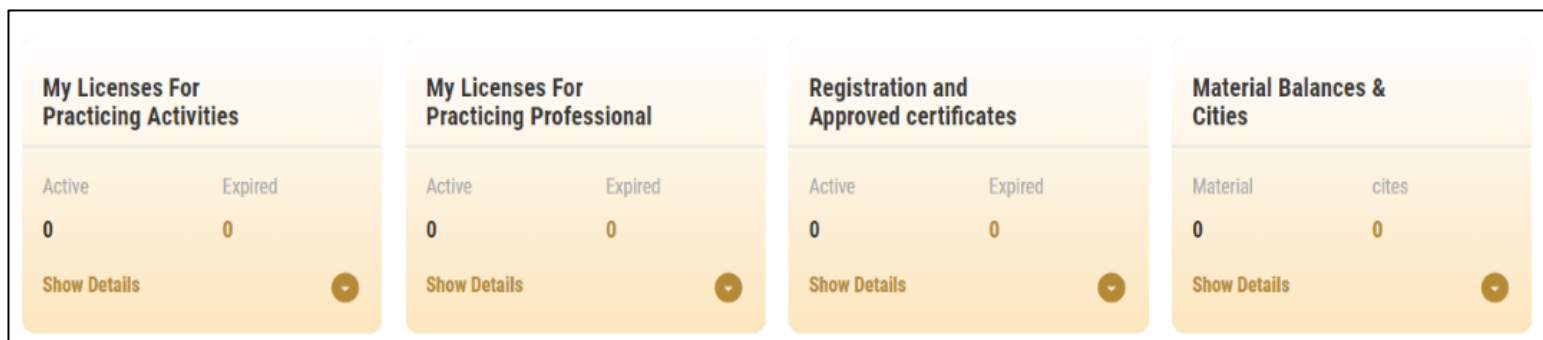 My Licenses For
Practicing Activities
Active Expired
0 0
Show Details
My Licenses For
Practicing Professional
Active Expired
0 0
Show Details
Registration and
Approved certificates
Active Expired
0 0
Show Details
Material Balances &
Cities
Material cites
0 0
Show Details